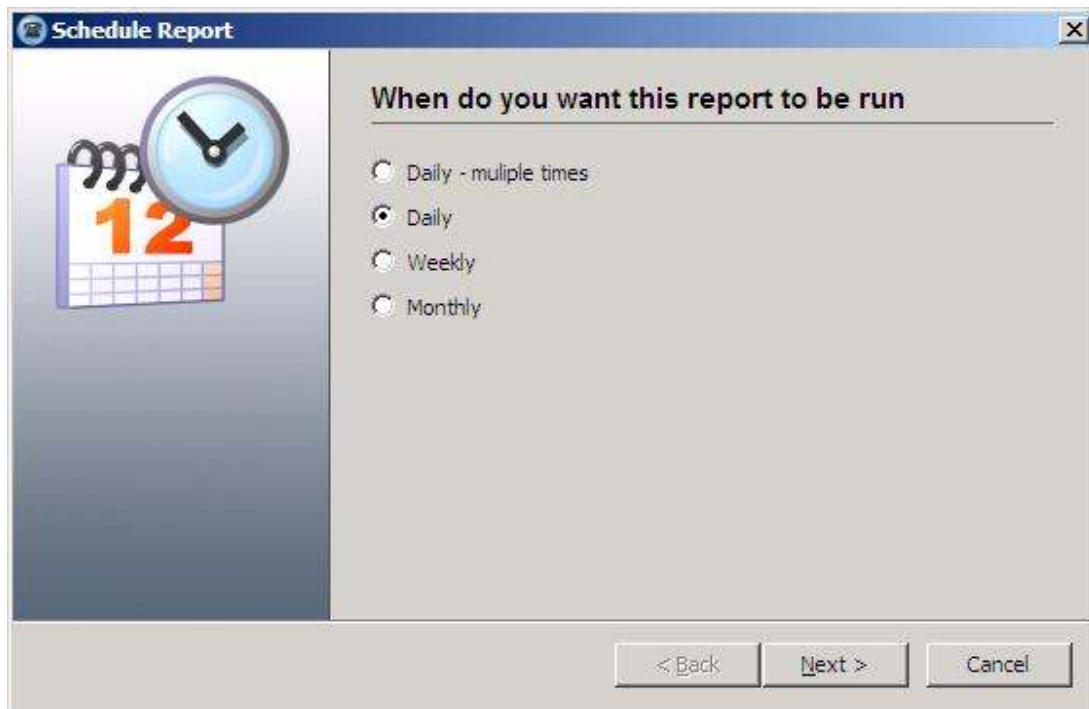 Schedule Report
12
When do you want this report to be run
Daily - muliple times
Daily
Weekly
Monthly
< Back
Next >
Cancel